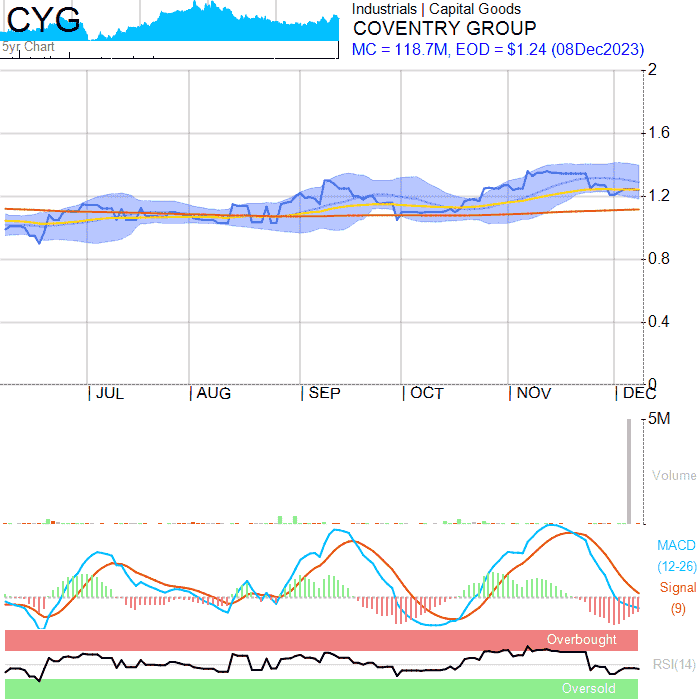 CYG
5yr Chart
Industrials | Capital Goods
COVENTRY GROUP
MC = 118.7M, EOD = $1.24 (08Dec2023)
2
1.6
1.2
0.8
0.4
0
JUL AUG SEP OCT NOV DEC
5M
Volume
MACD
(12-26)
Signal
(9)
Overbought
RSI(14)
Oversold